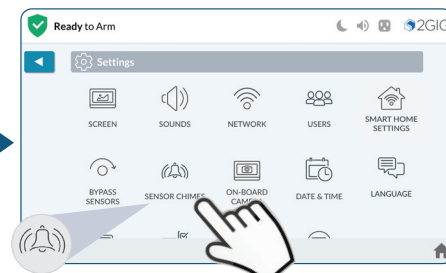 Ready to Arm
2GIG
Settings
SCREEN
SOUNDS
NETWORK
USERS
SMART HOME
SETTINGS
BYPASS
SENSORS
SENSOR CHIMES
ON-BOARD
CAMERA
DATE & TIME
LANGUAGE